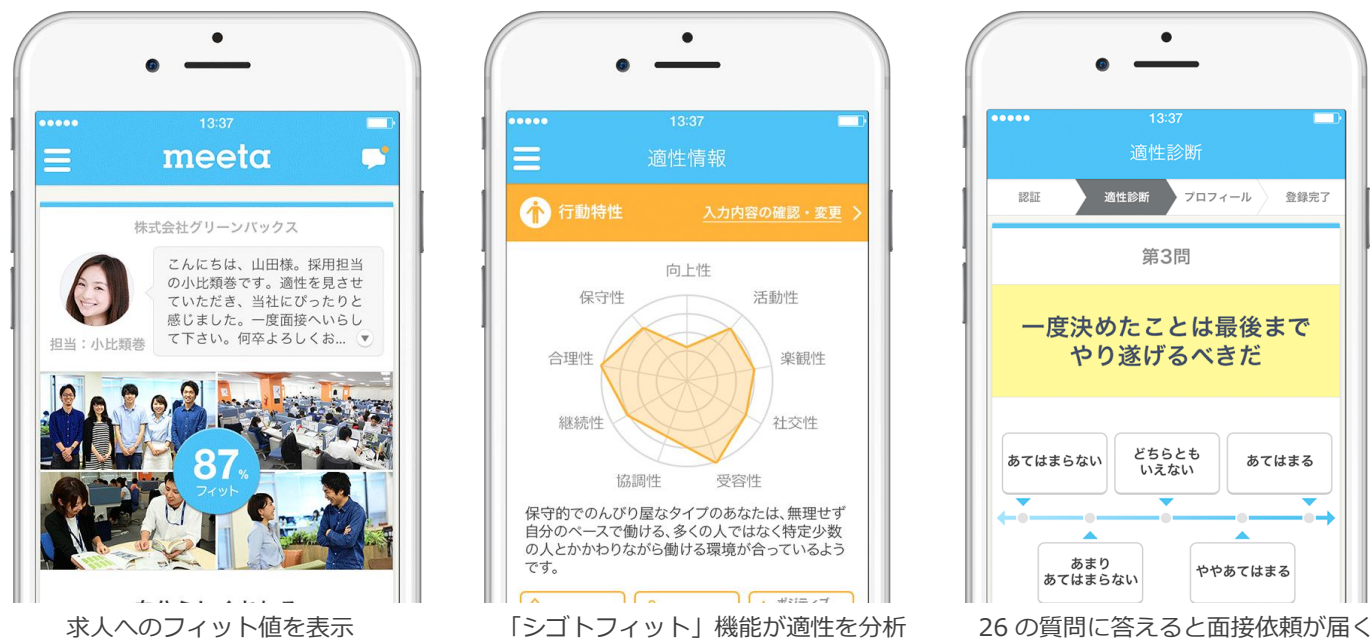 13:37
meeta
株式会社グリーンバックス
こんにちは、山田様。採用担当
の小比類巻です。適性を見させ
ていただき、当社にぴったりと
感じました。一度面接へいらし
て下さい。何卒よろしくお...
担当：小比類巻
87%
フィット
求人へのフィット値を表示
13:37
適性情報
行動特性
入力内容の確認・変更
向上性
保守性
活動性
合理性
楽観性
継続性
社交性
協調性
受容性
保守的でのんびり屋なタイプのあなたは、無理せず
自分のペースで働ける、多くの人ではなく特定少数
の人とかかわりながら働ける環境が合っているよう
です。
「シゴトフィット」機能が適性を分析
13:37
適性診断
認証
適性診断
プロフィール
登録完了
第3問
一度決めたことは最後まで
やり遂げるべきだ
あてはまらない
どちらとも
いえない
あてはまる
あまり
あてはまらない
ややあてはまる
26 の質問に答えると面接依頼が届く